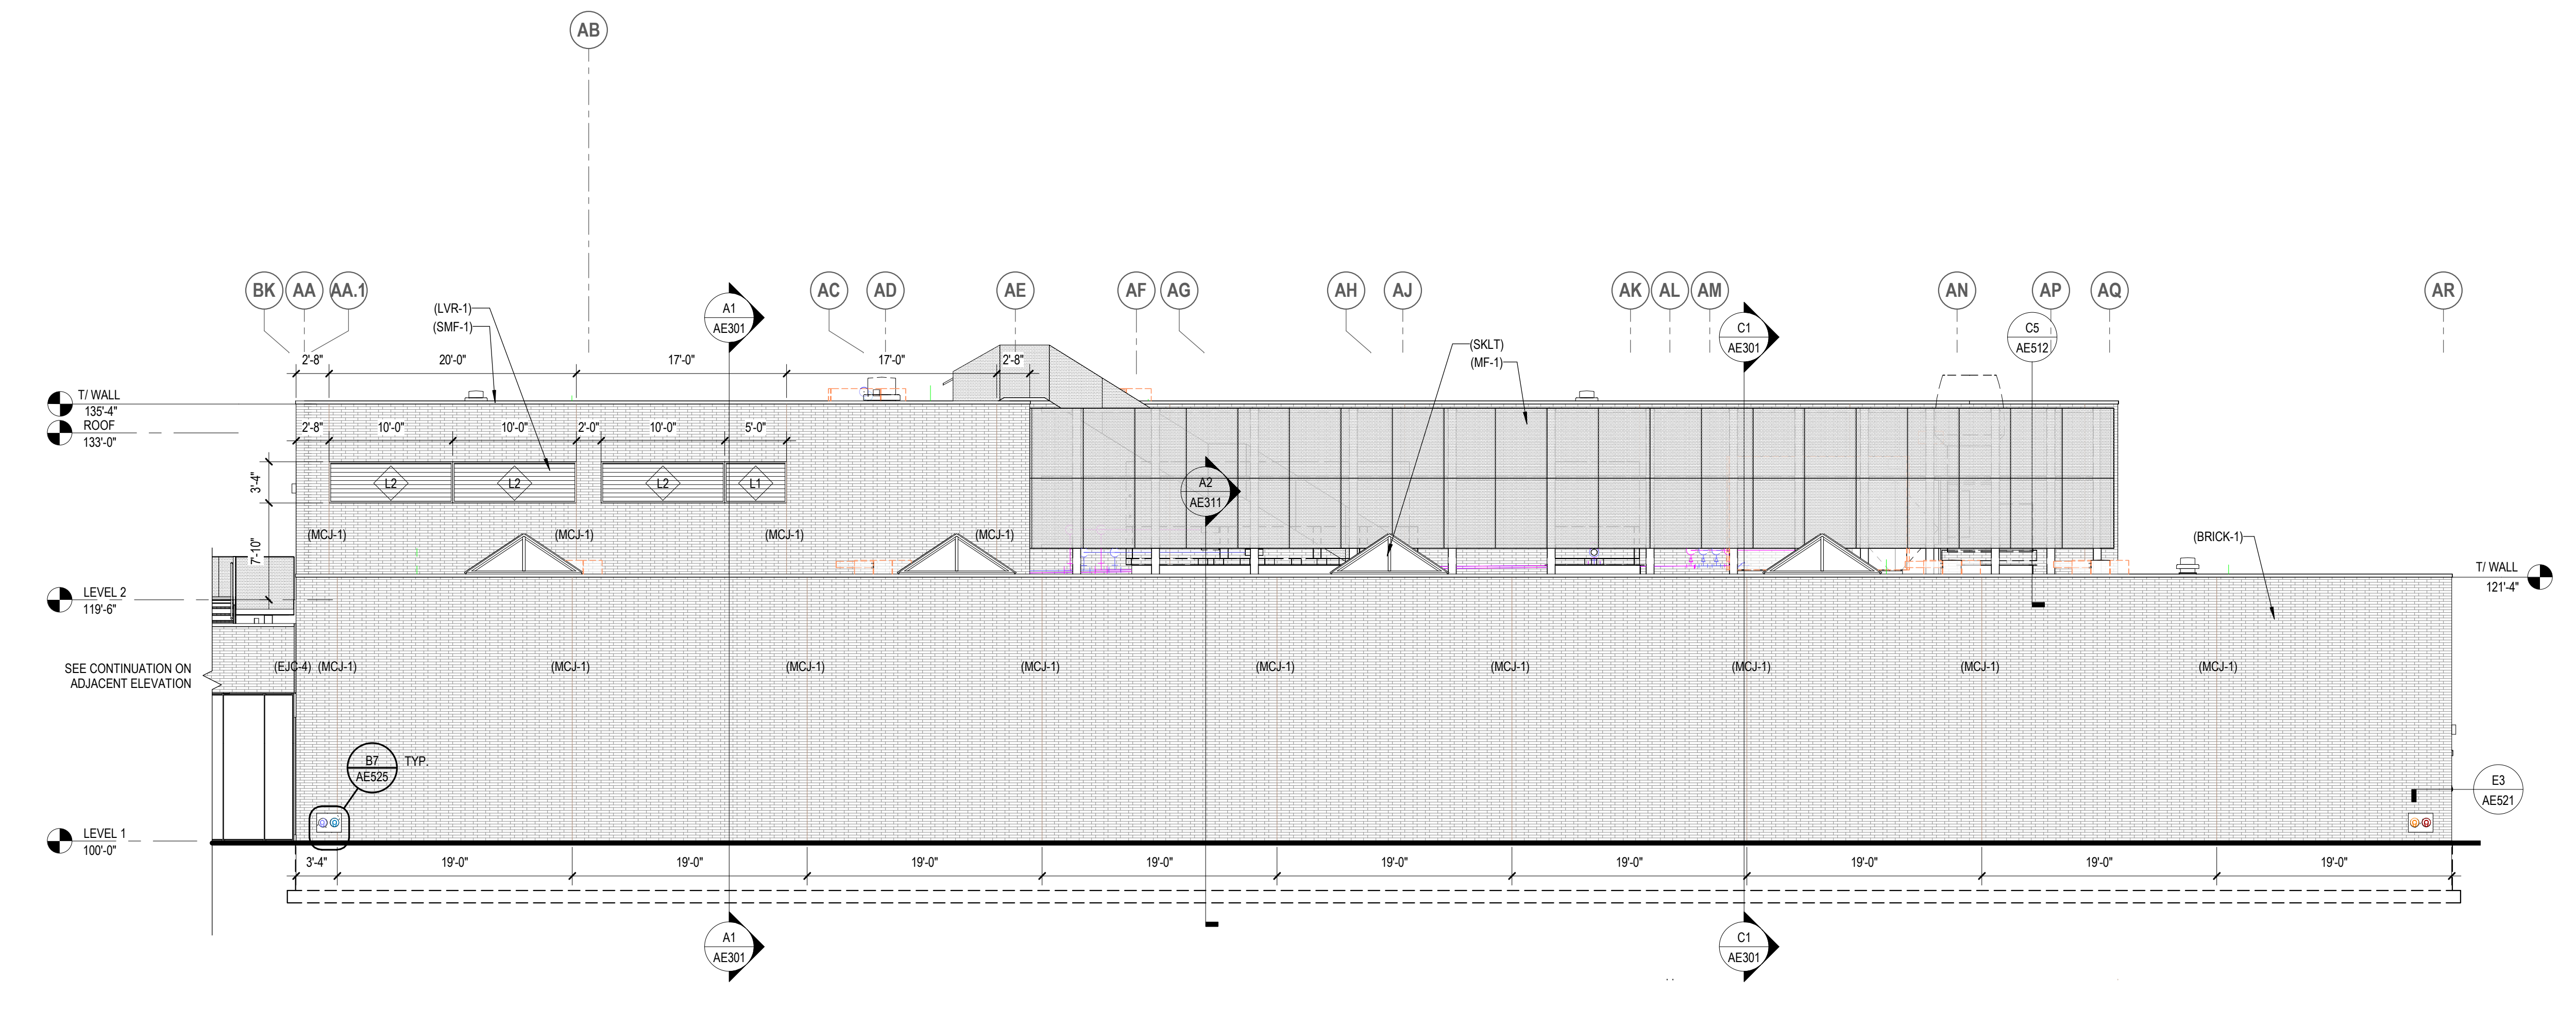 AB
BK
AA
AA.1
AC
AD
AE
AF
AG
AH
AJ
AK
AL
AM
AN
AP
AQ
AR
(LVR-1)
(SMF-1)
A1
AE301
C1
AE301
C5
AE512
(SKLT)
(MF-1)
2'-8"
20'-0"
17'-0"
17'-0"
2'-8"
T/ WALL
135'-4"
ROOF
133'-0"
2'-8"
10'-0"
10'-0"
2'-0"
10'-0"
5'-0"
3'-4"
L2
L2
L2
L1
A2
AE311
(MCJ-1)
(MCJ-1)
(MCJ-1)
(MCJ-1)
(BRICK-1)
7'-10"
T/ WALL
121'-4"
LEVEL 2
119'-6"
SEE CONTINUATION ON
ADJACENT ELEVATION
(EJC-4)
(MCJ-1)
(MCJ-1)
(MCJ-1)
(MCJ-1)
(MCJ-1)
(MCJ-1)
(MCJ-1)
(MCJ-1)
(MCJ-1)
B7
AE525
TYP.
E3
AE521
LEVEL 1
100'-0"
3'-4"
19'-0"
19'-0"
19'-0"
19'-0"
19'-0"
19'-0"
19'-0"
19'-0"
19'-0"
A1
AE301
C1
AE301